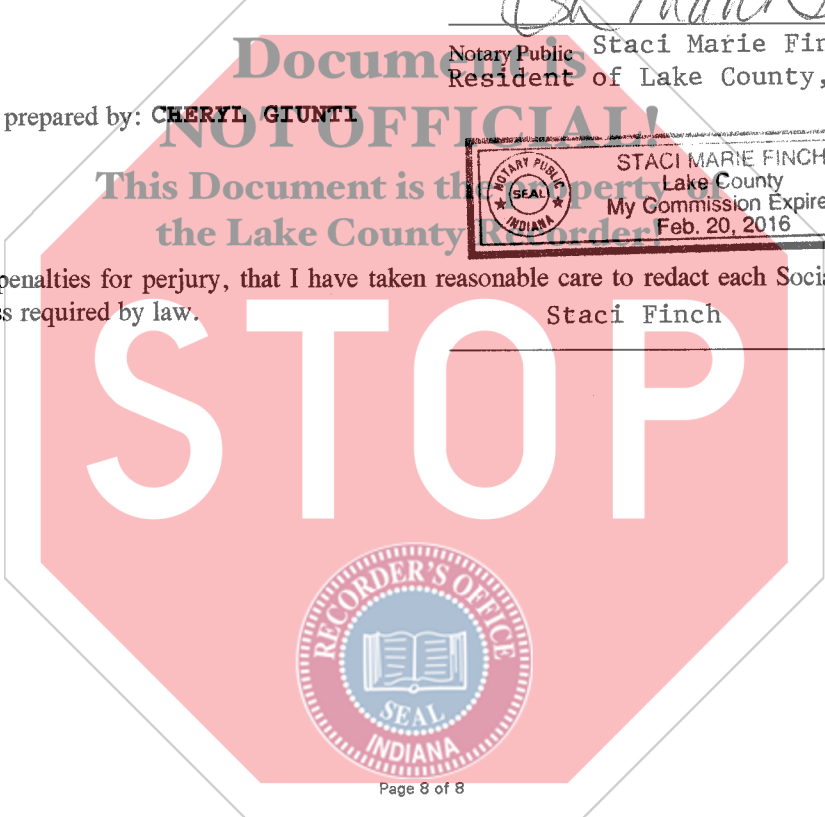 Document is
NOT OFFICIAL!
This Document is the property of
the Lake County Recorder!
Notary Public Staci Marie Fin
Resident of Lake County,
prepared by: CHERYL GIUNTI
STACI MARIE FINCH
Lake County
My Commission Expire
Feb. 20, 2016
NOTARY PUBLIC
SEAL
INDIANA
penalties for perjury, that I have taken reasonable care to redact each Socia
s required by law.
Staci Finch
STOP
RECORDER'S OFFICE
SEAL
INDIANA
Page 8 of 8